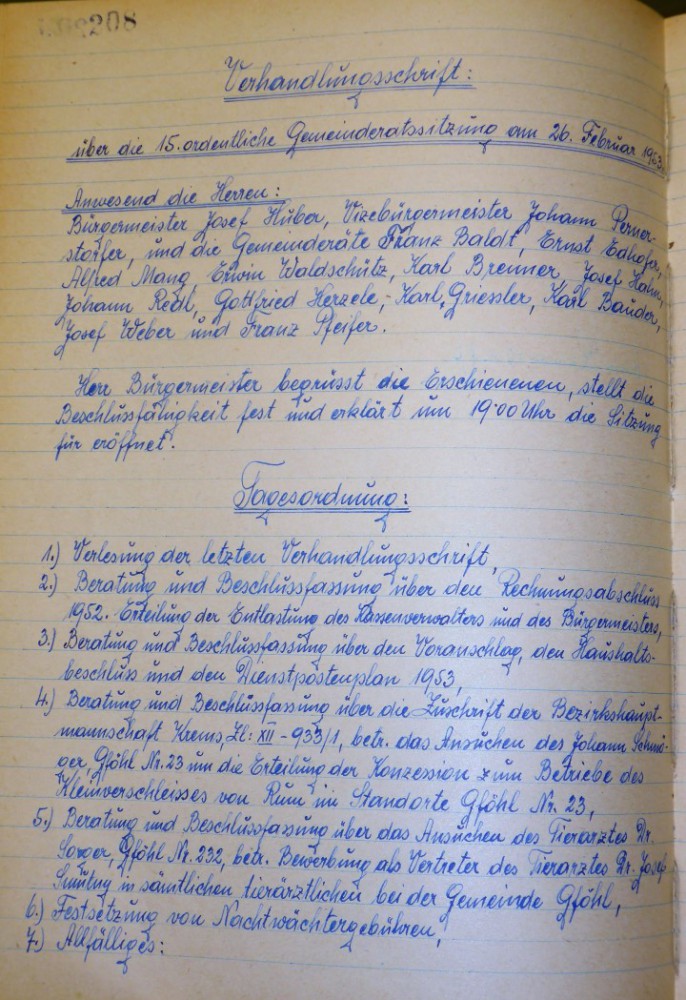 208
Verhandlungsschrift:
über die 15. ordentliche Gemeinderatssitzung am 26. Februar 1953.
Anwesend die Herren:
Bürgermeister Josef Huber, Vizebürgermeister Johann Perner-
storfer, und die Gemeinderäte Franz Baldt, Ernst Edhofer,
Alfred Mang, Erwin Waldschütz, Karl Brenner, Josef Hahn,
Johann Redl, Gottfried Herzele, Karl Griessler, Karl Bauder,
Josef Weber und Franz Pfeifer.
Herr Bürgermeister begrüsst die Erschienenen, stellt die
Beschlussfähigkeit fest und erklärt um 19·00 Uhr die Sitzung
für eröffnet.
Tagesordnung:
1.) Verlesung der letzten Verhandlungsschrift,
2.) Beratung und Beschlussfassung über den Rechnungsabschluss
1952. Erteilung der Entlastung des Kassenverwalters und des Bürgermeisters,
3.) Beratung und Beschlussfassung über den Voranschlag, den Haushalts-
beschluss und den Dienstpostenplan 1953,
4.) Beratung und Beschlussfassung über die Zuschrift der Bezirkshaupt-
mannschaft Krems, Zl: XII - 933/1, betr. das Ansuchen des Johann
ger, Gföhl Nr. 23 um die Erteilung der Konzession zum Betriebe des
Kleinverschleisses von Rum im Standorte Gföhl Nr. 23,
5.) Beratung und Beschlussfassung über das Ansuchen des Tierarztes Dr.
Gföhl Nr. 232, betr. Bewerbung als Vertreter des Tierarztes Dr. Josef
in sämtlichen tierärztlichen bei der Gemeinde Gföhl,
6.) Festsetzung von Nachtwächtergebühren,
7.) Allfälliges: